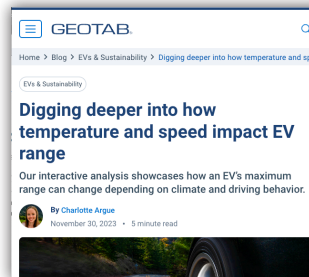 GEOTAB.
Home > Blog > EVs & Sustainability > Digging deeper into how temperature and
EVs & Sustainability
Digging deeper into how
temperature and speed impact EV
range
Our interactive analysis showcases how an EV's maximum
range can change depending on climate and driving behavior.
By Charlotte Argue
November 30, 2023 • 5 minute read